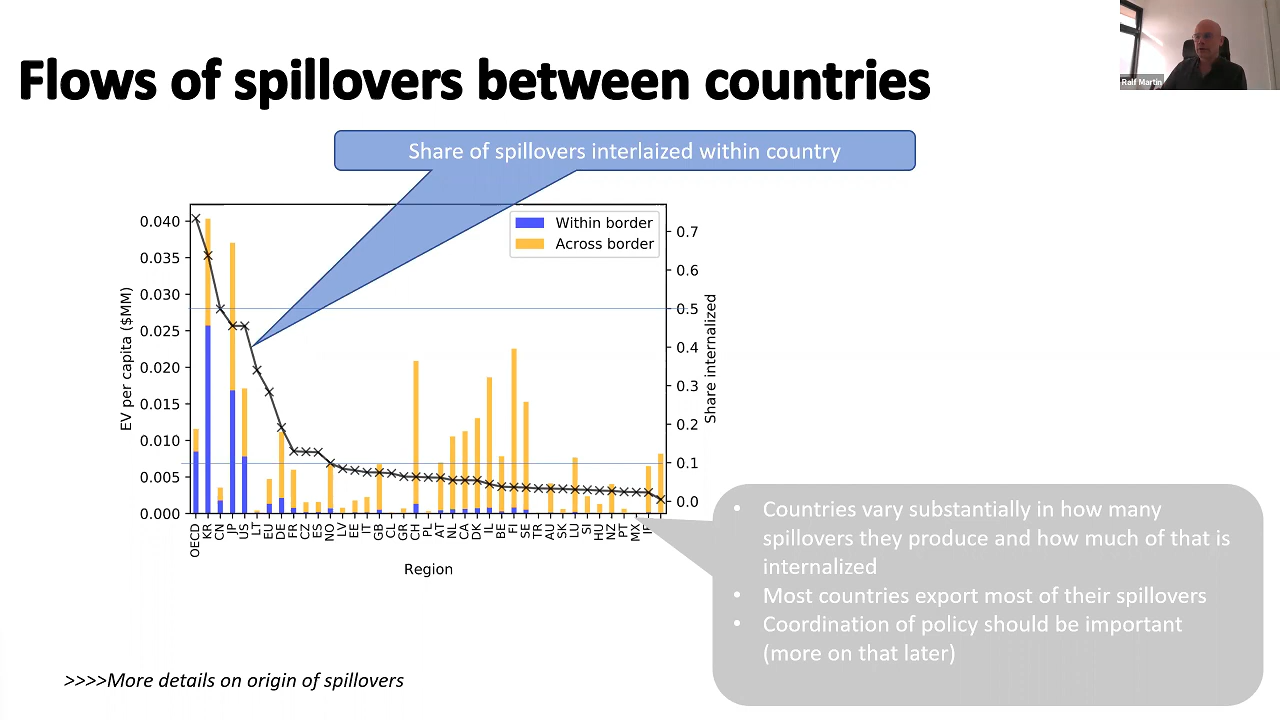 Ralf Martin
Flows of spillovers between countries
Share of spillovers interlaized within country
Within border
Across border
0.040
0.035
0.030
0.025
0.020
0.015
0.010
0.005
0.000
EV per capita ($MM)
0.7
0.6
0.5
0.4
0.3
0.2
0.1
0.0
Share internalized
OECD KR CN JP US LT EU DE FR CZ ES NO LV EE IT GB CL GR CH PL AT NL CA DK IL BE FI SE TR AU SK LU SI HU NZ PT MX
Region
• Countries vary substantially in how many
spillovers they produce and how much of that is
internalized
• Most countries export most of their spillovers
• Coordination of policy should be important
(more on that later)
>>>>More details on origin of spillovers